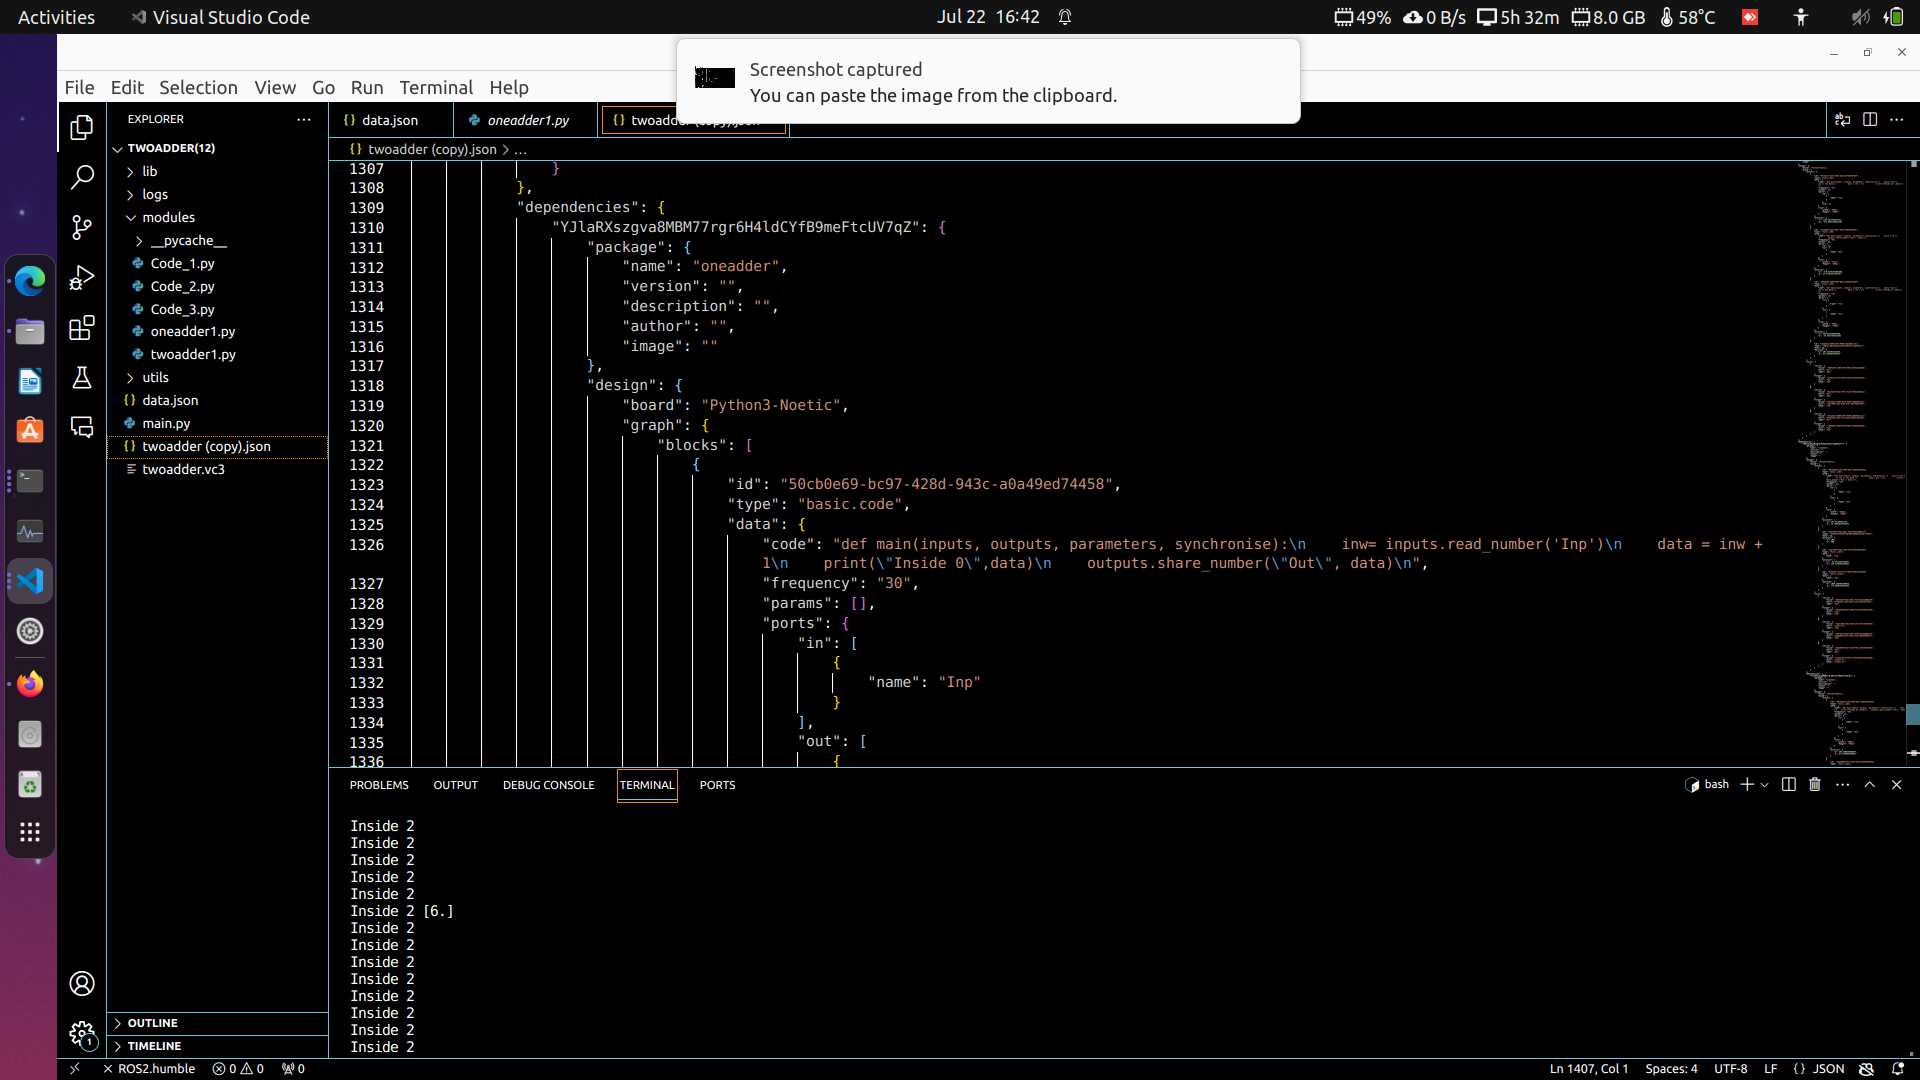 Activities
Visual Studio Code
Jul 22 16:42
49%
0 B/s
5h 32m
8.0 GB
58°C
Screenshot captured
You can paste the image from the clipboard.
File Edit Selection View Go Run Terminal Help
EXPLORER
TWOADDER(12)
lib
logs
modules
__pycache__
Code_1.py
Code_2.py
Code_3.py
oneadder1.py
twoadder1.py
utils
{} data.json
main.py
{} twoadder (copy).json
twoadder.vc3
OUTLINE
TIMELINE
{} data.json
oneadder1.py
{} twoadder (copy).json
{} twoadder (copy).json > ...
1307 }
1308 },
1309 "dependencies": {
1310 "YJlaRXszgva8MBM77rgr6H4ldCYfB9meFtcUV7qZ": {
1311 "package": {
1312 "name": "oneadder",
1313 "version": "",
1314 "description": "",
1315 "author": "",
1316 "image": ""
1317 },
1318 "design": {
1319 "board": "Python3-Noetic",
1320 "graph": {
1321 "blocks": [
1322 {
1323 "id": "50cb0e69-bc97-428d-943c-a0a49ed74458",
1324 "type": "basic.code",
1325 "data": {
1326 "code": "def main(inputs, outputs, parameters, synchronise):\n    inw= inputs.read_number('Inp')\n    data = inw +
1\n    print(\"Inside 0\",data)\n    outputs.share_number(\"Out\", data)\n",
1327 "frequency": "30",
1328 "params": [],
1329 "ports": {
1330 "in": [
1331 {
1332 "name": "Inp"
1333 }
1334 ],
1335 "out": [
1336 {
PROBLEMS OUTPUT DEBUG CONSOLE TERMINAL PORTS
bash
Inside 2
Inside 2
Inside 2
Inside 2
Inside 2
Inside 2 [6.]
Inside 2
Inside 2
Inside 2
Inside 2
Inside 2
Inside 2
Inside 2
Inside 2
1
ROS2.humble
0
0
0
Ln 1407, Col 1
Spaces: 4
UTF-8
LF
{} JSON